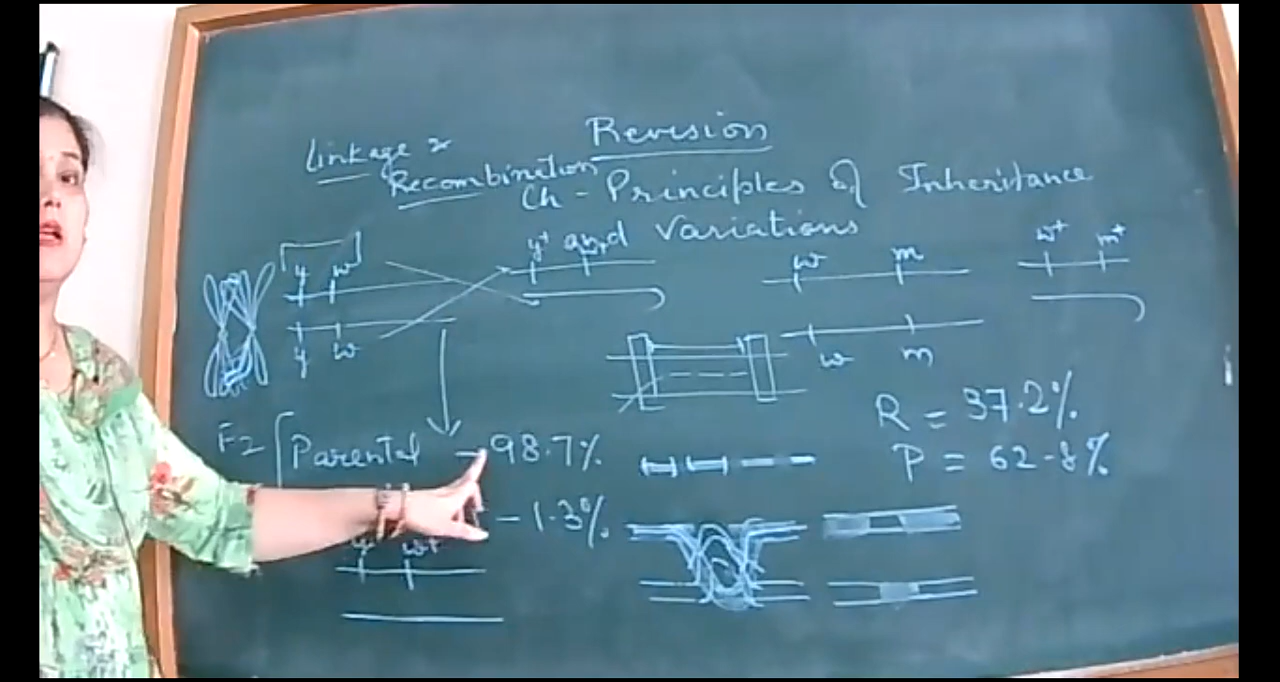 Revision
Linkage &
Recombination
Ch - Principles Of Inheritance
and Variations
y w
y w
y+ w+
w m
w m
w+ m+
F2 Parental - 98.7%
- 1.3%
y w+
R = 37.2%
P = 62.8%